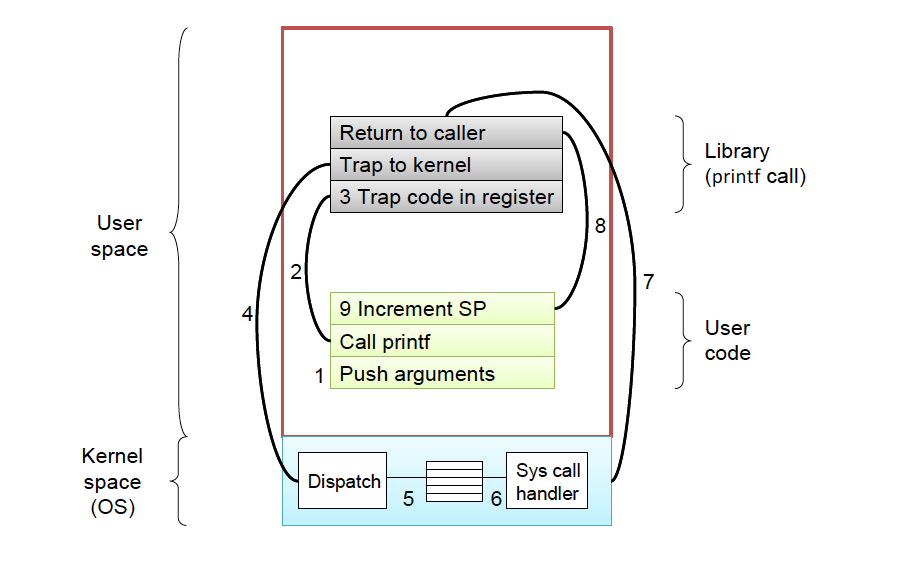 Return to caller
Trap to kernel
3 Trap code in register
Library
(printf call)
User
space
8
2
7
4
9 Increment SP
Call printf
1 Push arguments
User
code
Kernel
space
(OS)
Dispatch
5
6
Sys call
handler